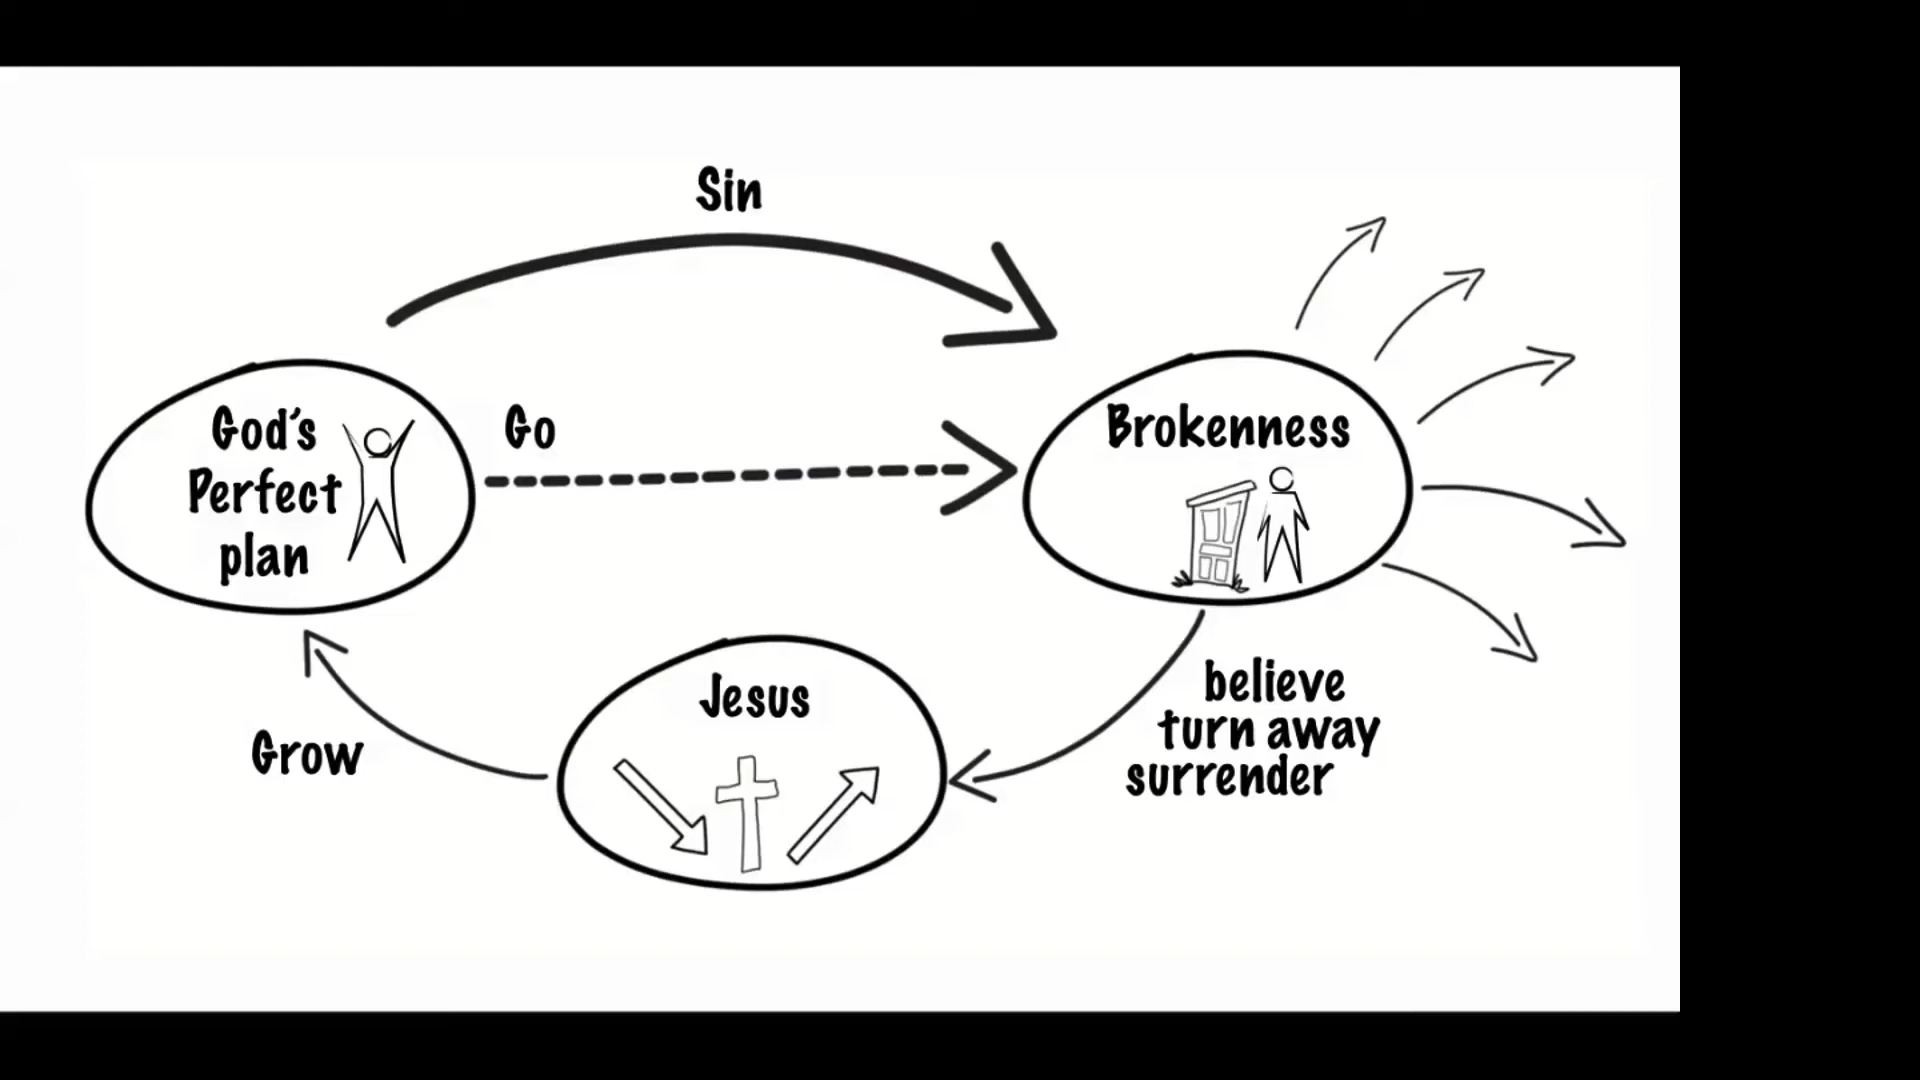 Sin
God's
Perfect
plan
Go
Brokenness
Jesus
believe
turn away
surrender
Grow